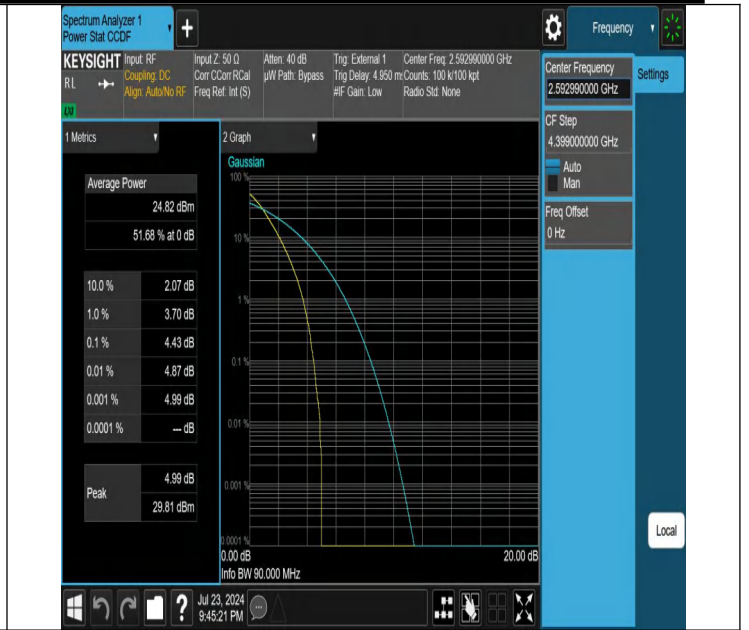 Spectrum Analyzer 1
Power Stat CCDF
+
Frequency
KEYSIGHT
RL
LXI
Input: RF
Coupling: DC
Align: Auto/No RF
Input Z: 50 Ω
Corr CCorr RCal
Freq Ref: Int (S)
Atten: 40 dB
µW Path: Bypass
Trig: External 1
Trig Delay: 4.950 ms
#IF Gain: Low
Center Freq: 2.592990000 GHz
Counts: 100 k/100 kpt
Radio Std: None
Center Frequency
2.592990000 GHz
Settings
CF Step
4.399000000 GHz
Auto
Man
Freq Offset
0 Hz
1 Metrics
Average Power
24.82 dBm
51.68 % at 0 dB
10.0 % 2.07 dB
1.0 % 3.70 dB
0.1 % 4.43 dB
0.01 % 4.87 dB
0.001 % 4.99 dB
0.0001 % --- dB
Peak
4.99 dB
29.81 dBm
2 Graph
Gaussian
100 %
10 %
1 %
0.1 %
0.01 %
0.001 %
0.0001 %
0.00 dB
20.00 dB
Info BW 90.000 MHz
Local
?
Jul 23, 2024
9:45:21 PM